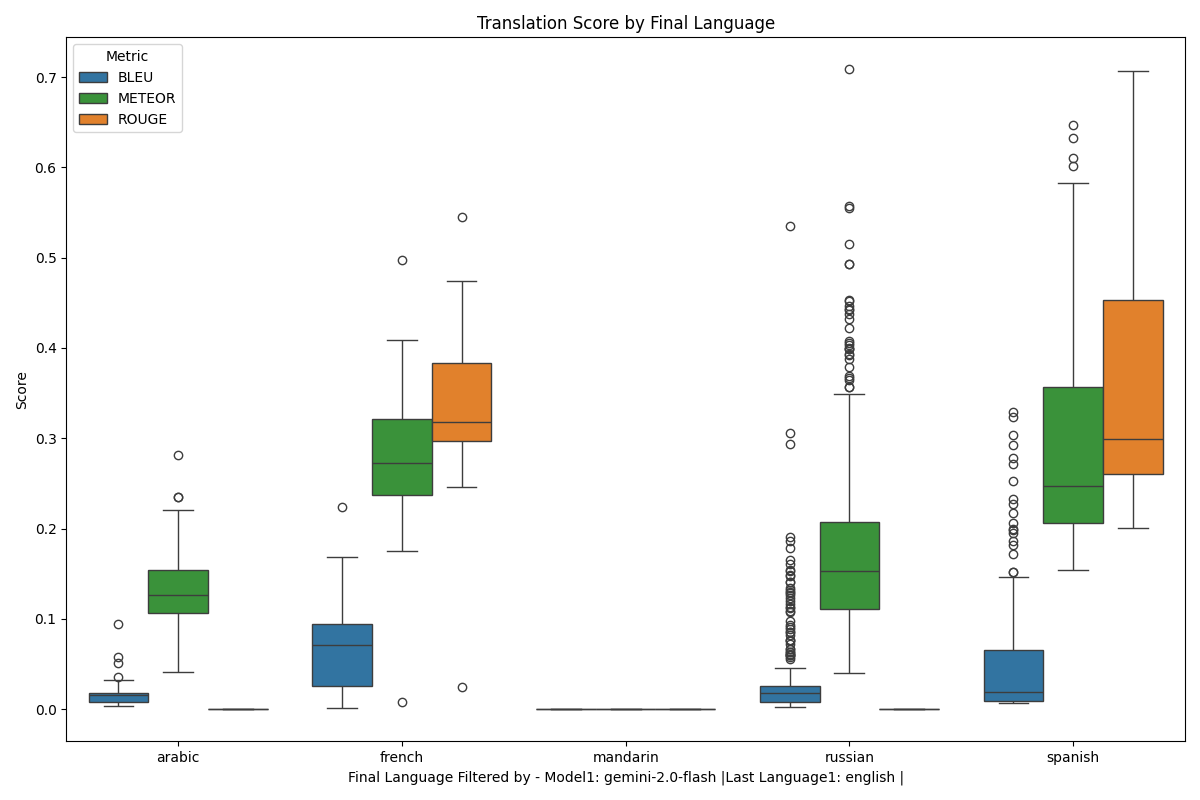 Translation Score by Final Language
Metric
BLEU
METEOR
ROUGE
Score
0.7
0.6
0.5
0.4
0.3
0.2
0.1
0.0
arabic
french
mandarin
russian
spanish
Final Language Filtered by - Model1: gemini-2.0-flash |Last Language1: english |